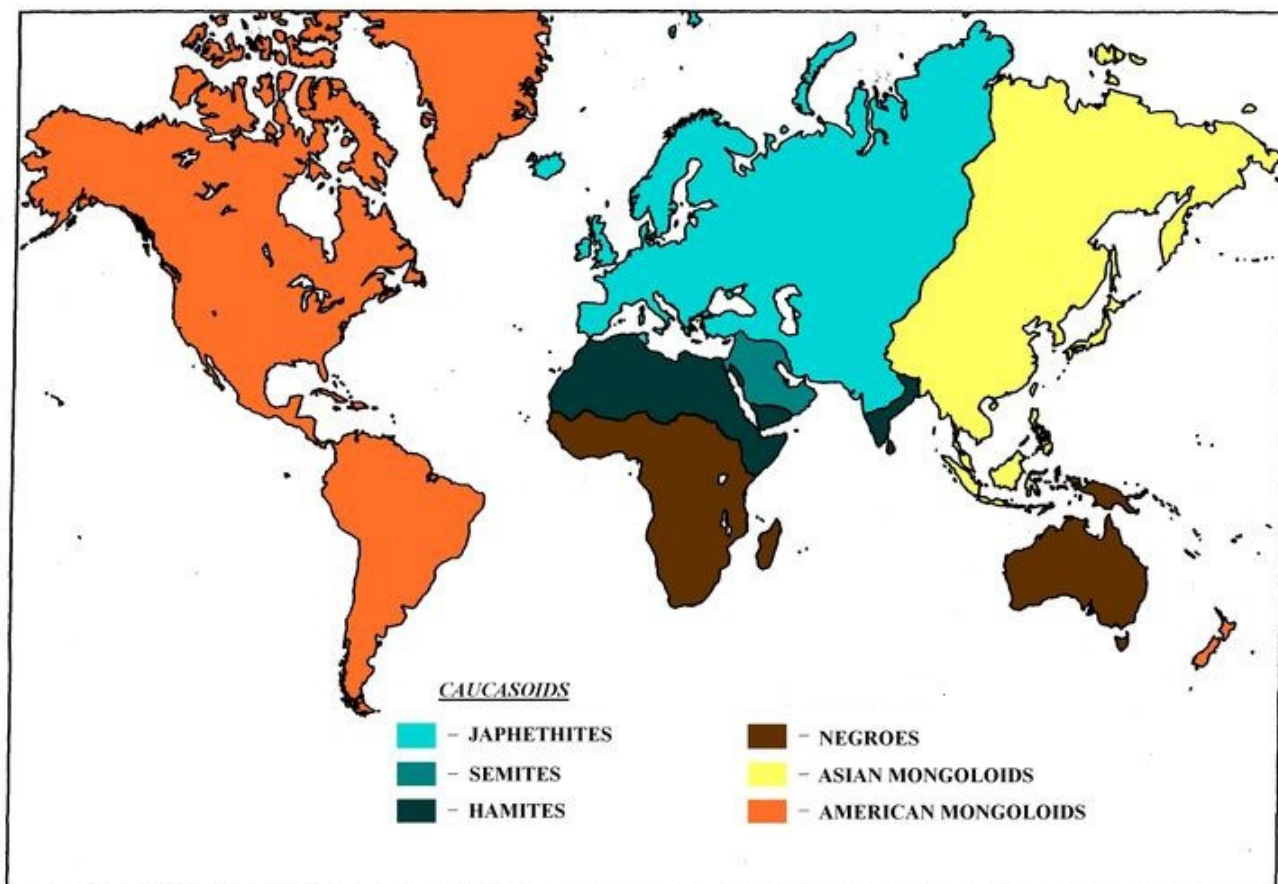 CAUCASOIDS
– JAPHETHITES
– SEMITES
– HAMITES
– NEGROES
– ASIAN MONGOLOIDS
– AMERICAN MONGOLOIDS